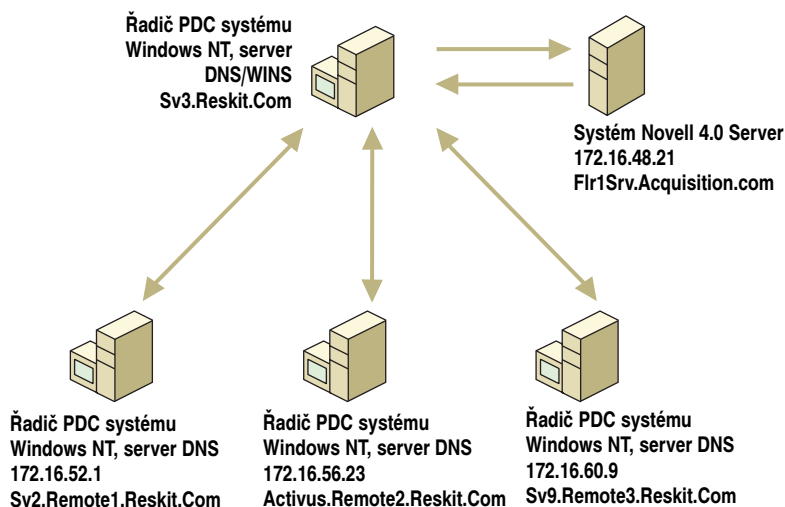 Řadič PDC systému
Windows NT, server
DNS/WINS
Sv3.Reskit.Com
Systém Novell 4.0 Server
172.16.48.21
Flr1Srv.Acquisition.com
Řadič PDC systému
Windows NT, server DNS
172.16.52.1
Sv2.Remote1.Reskit.Com
Řadič PDC systému
Windows NT, server DNS
172.16.56.23
Activus.Remote2.Reskit.Com
Řadič PDC systému
Windows NT, server DNS
172.16.60.9
Sv9.Remote3.Reskit.Com